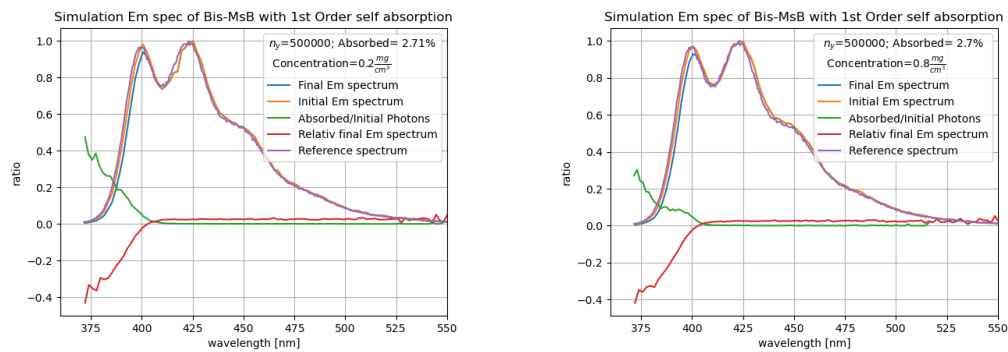 Simulation Em spec of Bis-MsB with 1st Order self absorption
n_γ=500000; Absorbed= 2.71%
Concentration=0.2 mg/cm³
Final Em spectrum
Initial Em spectrum
Absorbed/Initial Photons
Relativ final Em spectrum
Reference spectrum
ratio
1.0
0.8
0.6
0.4
0.2
0.0
−0.2
−0.4
375 400 425 450 475 500 525 550
wavelength [nm]
Simulation Em spec of Bis-MsB with 1st Order self absorption
n_γ=500000; Absorbed= 2.7%
Concentration=0.8 mg/cm³
Final Em spectrum
Initial Em spectrum
Absorbed/Initial Photons
Relativ final Em spectrum
Reference spectrum
ratio
1.0
0.8
0.6
0.4
0.2
0.0
−0.2
−0.4
375 400 425 450 475 500 525 550
wavelength [nm]